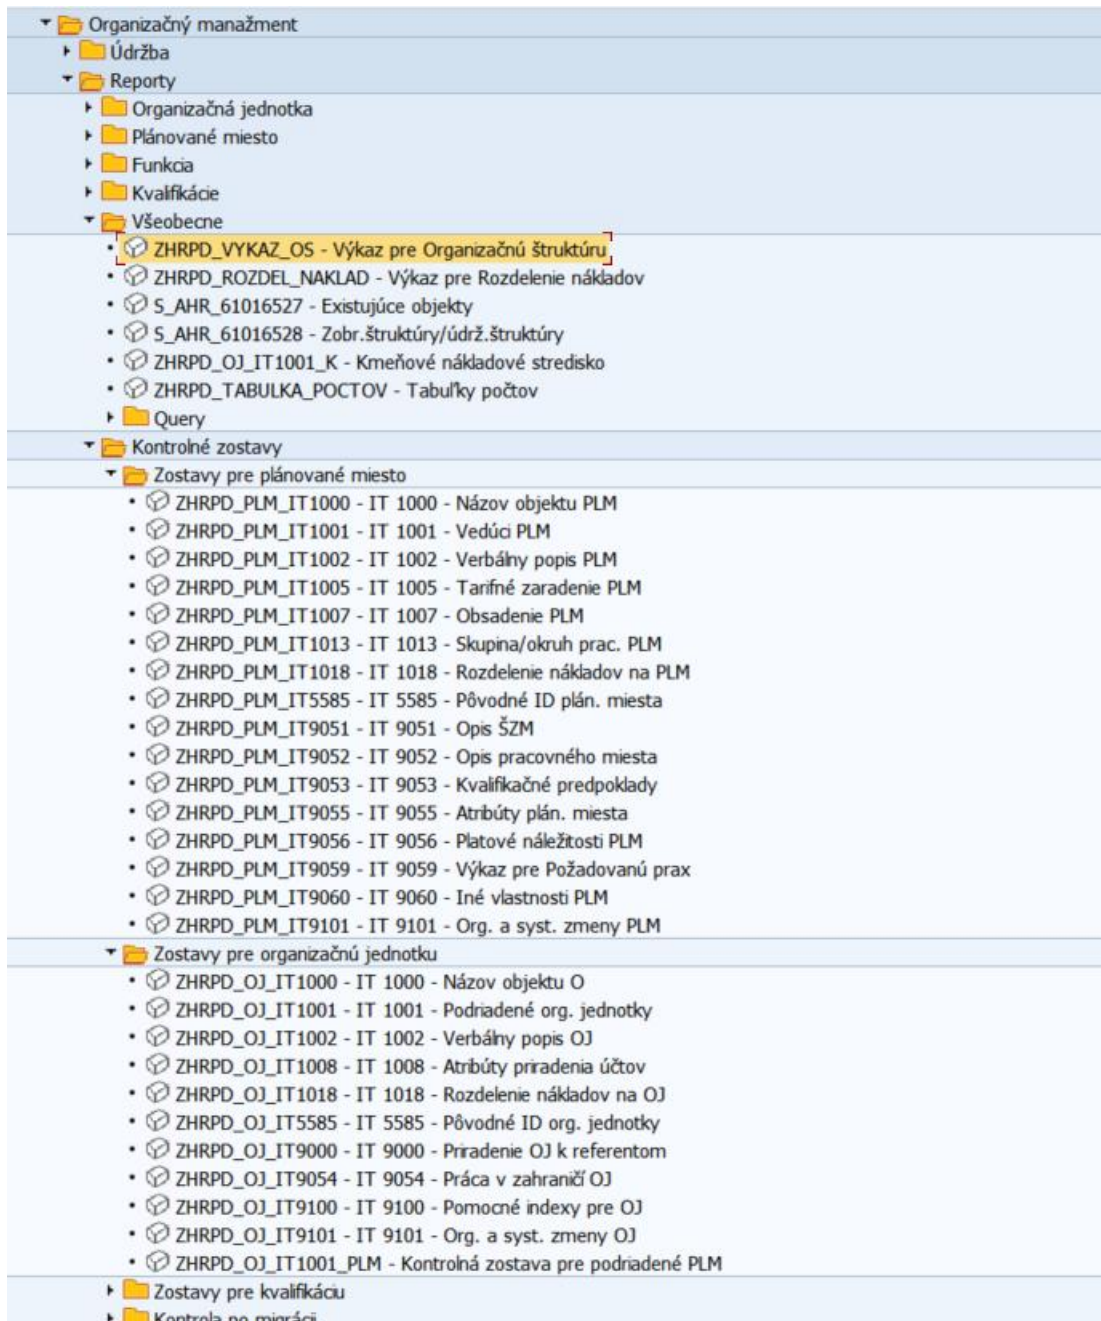 Organizačný manažment
Údržba
Reporty
Organizačná jednotka
Plánované miesto
Funkcia
Kvalifikácie
Všeobecne
ZHRPD_VYKAZ_OS - Výkaz pre Organizačnú štruktúru
ZHRPD_ROZDEL_NAKLAD - Výkaz pre Rozdelenie nákladov
S_AHR_61016527 - Existujúce objekty
S_AHR_61016528 - Zobr.štruktúry/údrž.štruktúry
ZHRPD_OJ_IT1001_K - Kmeňové nákladové stredisko
ZHRPD_TABULKA_POCTOV - Tabuľky počtov
Query
Kontrolné zostavy
Zostavy pre plánované miesto
ZHRPD_PLM_IT1000 - IT 1000 - Názov objektu PLM
ZHRPD_PLM_IT1001 - IT 1001 - Vedúci PLM
ZHRPD_PLM_IT1002 - IT 1002 - Verbálny popis PLM
ZHRPD_PLM_IT1005 - IT 1005 - Tarifné zaradenie PLM
ZHRPD_PLM_IT1007 - IT 1007 - Obsadenie PLM
ZHRPD_PLM_IT1013 - IT 1013 - Skupina/okruh prac. PLM
ZHRPD_PLM_IT1018 - IT 1018 - Rozdelenie nákladov na PLM
ZHRPD_PLM_IT5585 - IT 5585 - Pôvodné ID plán. miesta
ZHRPD_PLM_IT9051 - IT 9051 - Opis ŠZM
ZHRPD_PLM_IT9052 - IT 9052 - Opis pracovného miesta
ZHRPD_PLM_IT9053 - IT 9053 - Kvalifikačné predpoklady
ZHRPD_PLM_IT9055 - IT 9055 - Atribúty plán. miesta
ZHRPD_PLM_IT9056 - IT 9056 - Platové náležitosti PLM
ZHRPD_PLM_IT9059 - IT 9059 - Výkaz pre Požadovanú prax
ZHRPD_PLM_IT9060 - IT 9060 - Iné vlastnosti PLM
ZHRPD_PLM_IT9101 - IT 9101 - Org. a syst. zmeny PLM
Zostavy pre organizačnú jednotku
ZHRPD_OJ_IT1000 - IT 1000 - Názov objektu O
ZHRPD_OJ_IT1001 - IT 1001 - Podriadené org. jednotky
ZHRPD_OJ_IT1002 - IT 1002 - Verbálny popis OJ
ZHRPD_OJ_IT1008 - IT 1008 - Atribúty priradenia účtov
ZHRPD_OJ_IT1018 - IT 1018 - Rozdelenie nákladov na OJ
ZHRPD_OJ_IT5585 - IT 5585 - Pôvodné ID org. jednotky
ZHRPD_OJ_IT9000 - IT 9000 - Priradenie OJ k referentom
ZHRPD_OJ_IT9054 - IT 9054 - Práca v zahraničí OJ
ZHRPD_OJ_IT9100 - IT 9100 - Pomocné indexy pre OJ
ZHRPD_OJ_IT9101 - IT 9101 - Org. a syst. zmeny OJ
ZHRPD_OJ_IT1001_PLM - Kontrolná zostava pre podriadené PLM
Zostavy pre kvalifikáciu
Kontrola po migrácii